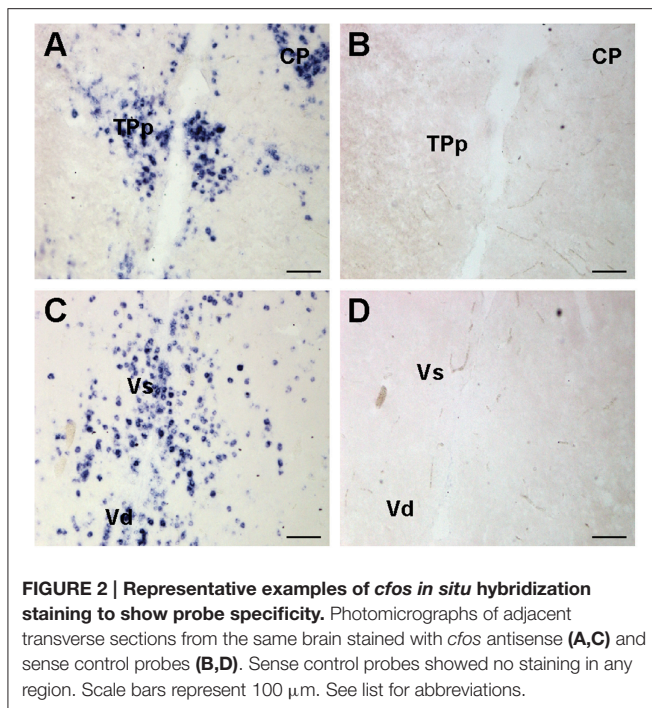 A
CP
TPp
B
CP
TPp
C
Vs
Vd
D
Vs
Vd
FIGURE 2 | Representative examples of cfos in situ hybridization
staining to show probe specificity. Photomicrographs of adjacent
transverse sections from the same brain stained with cfos antisense (A,C) and
sense control probes (B,D). Sense control probes showed no staining in any
region. Scale bars represent 100 μm. See list for abbreviations.